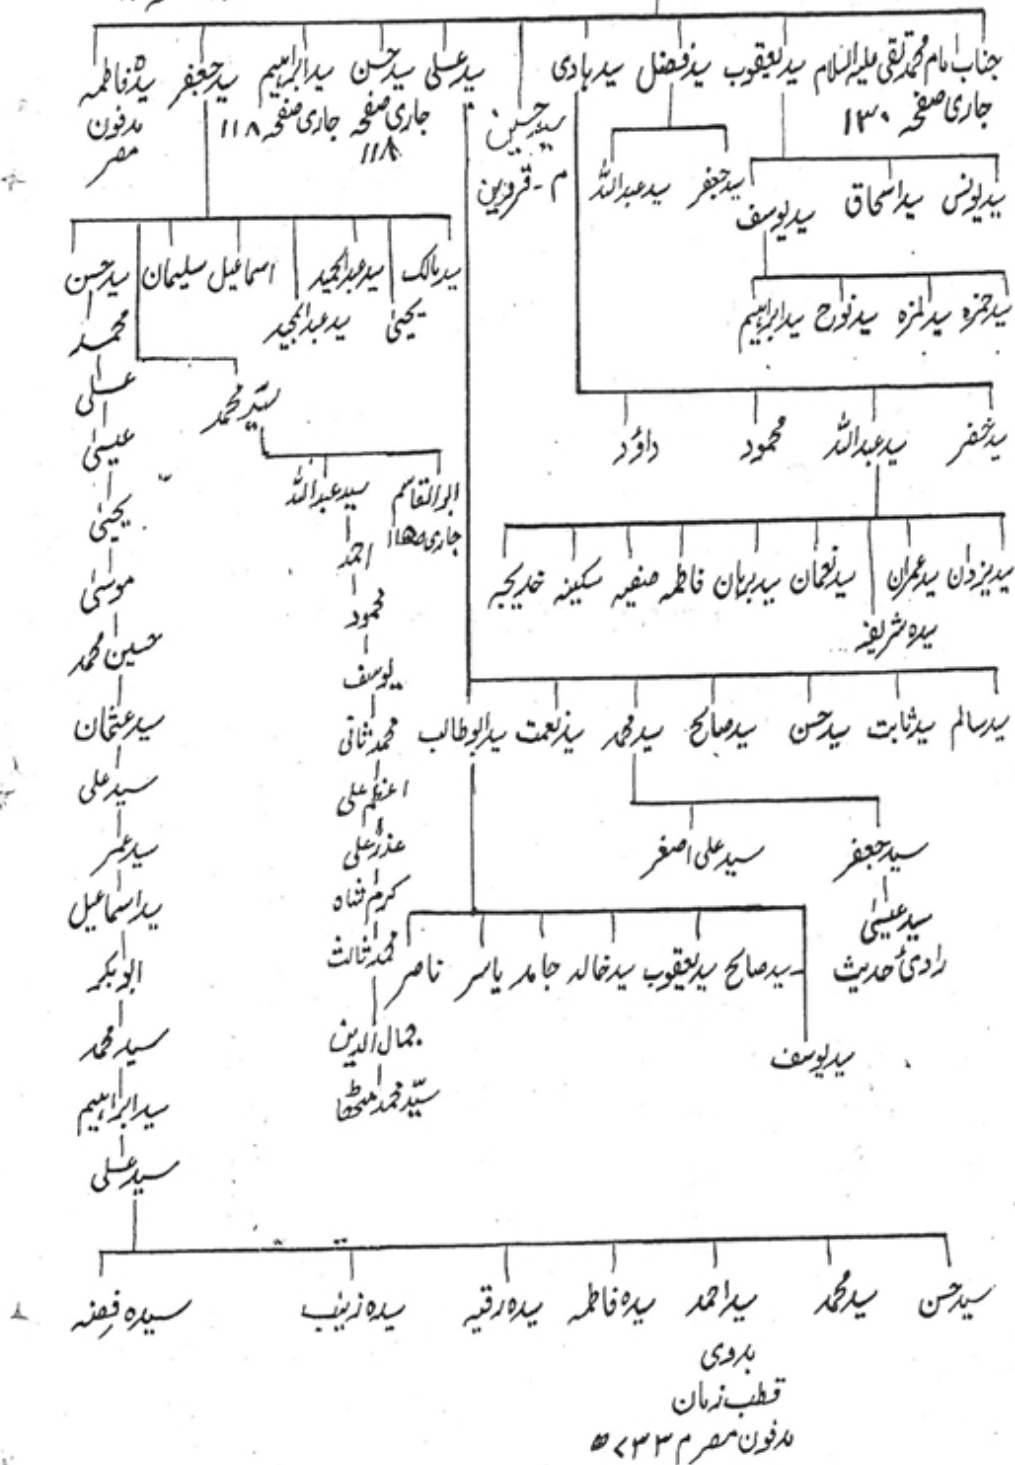 جناب امام محمد تقی علیہ السلام سید یعقوب سید فضل سید ہادی سید علی سید حسن سید ابراہیم سید جعفر سیدہ فاطمہ
جاری صفحہ ۱۳۰
سید حسین
م ۔ قزوین
جاری صفحہ
۱۱۸
جاری صفحہ ۱۱۸
مدفون
مصر
سید یونس سید اسحاق سید یوسف
سید جعفر سید عبداللہ
سید حمزہ سید لمزہ سید نوح سید ابراہیم
سید مالک یحییٰ سید عبدالحمید سید عبدالمجید اسماعیل سلیمان سید حسن
سید محمد
سید جعفر سید عبداللہ محمود داؤد
ابوالقاسم سید عبداللہ
سید یزدان سید عمران سید نعمان سید برہان فاطمہ صفیہ سکینہ خدیجہ
سیدہ شریفہ
سید سالم سید ثابت سید حسن سید صالح سید محمد سید نعمت سید ابوطالب
سید جعفر سید علی اصغر
سید عیسیٰ
راوی حدیث
سید صالح سید یعقوب سید خالد حامد یاسر ناصر
سید یوسف
احمد
محمود
یوسف
محمد ثانی
اعظم علی
کرم شاہ
محمد ثالث
جمال الدین
سید محمد مٹھا
محمد
علی
عیسیٰ
یحییٰ
موسیٰ
حسین محمد
سید عثمان
سید علی
سید عمر
سید اسماعیل
ابوبکر
سید محمد
سید ابراہیم
سید علی
سید حسن سید محمد سید احمد سیدہ فاطمہ سیدہ رقیہ سیدہ زینب سیدہ فضہ
بدوی
قطب زمان
مدفون مصر م ۷۳۳ھ